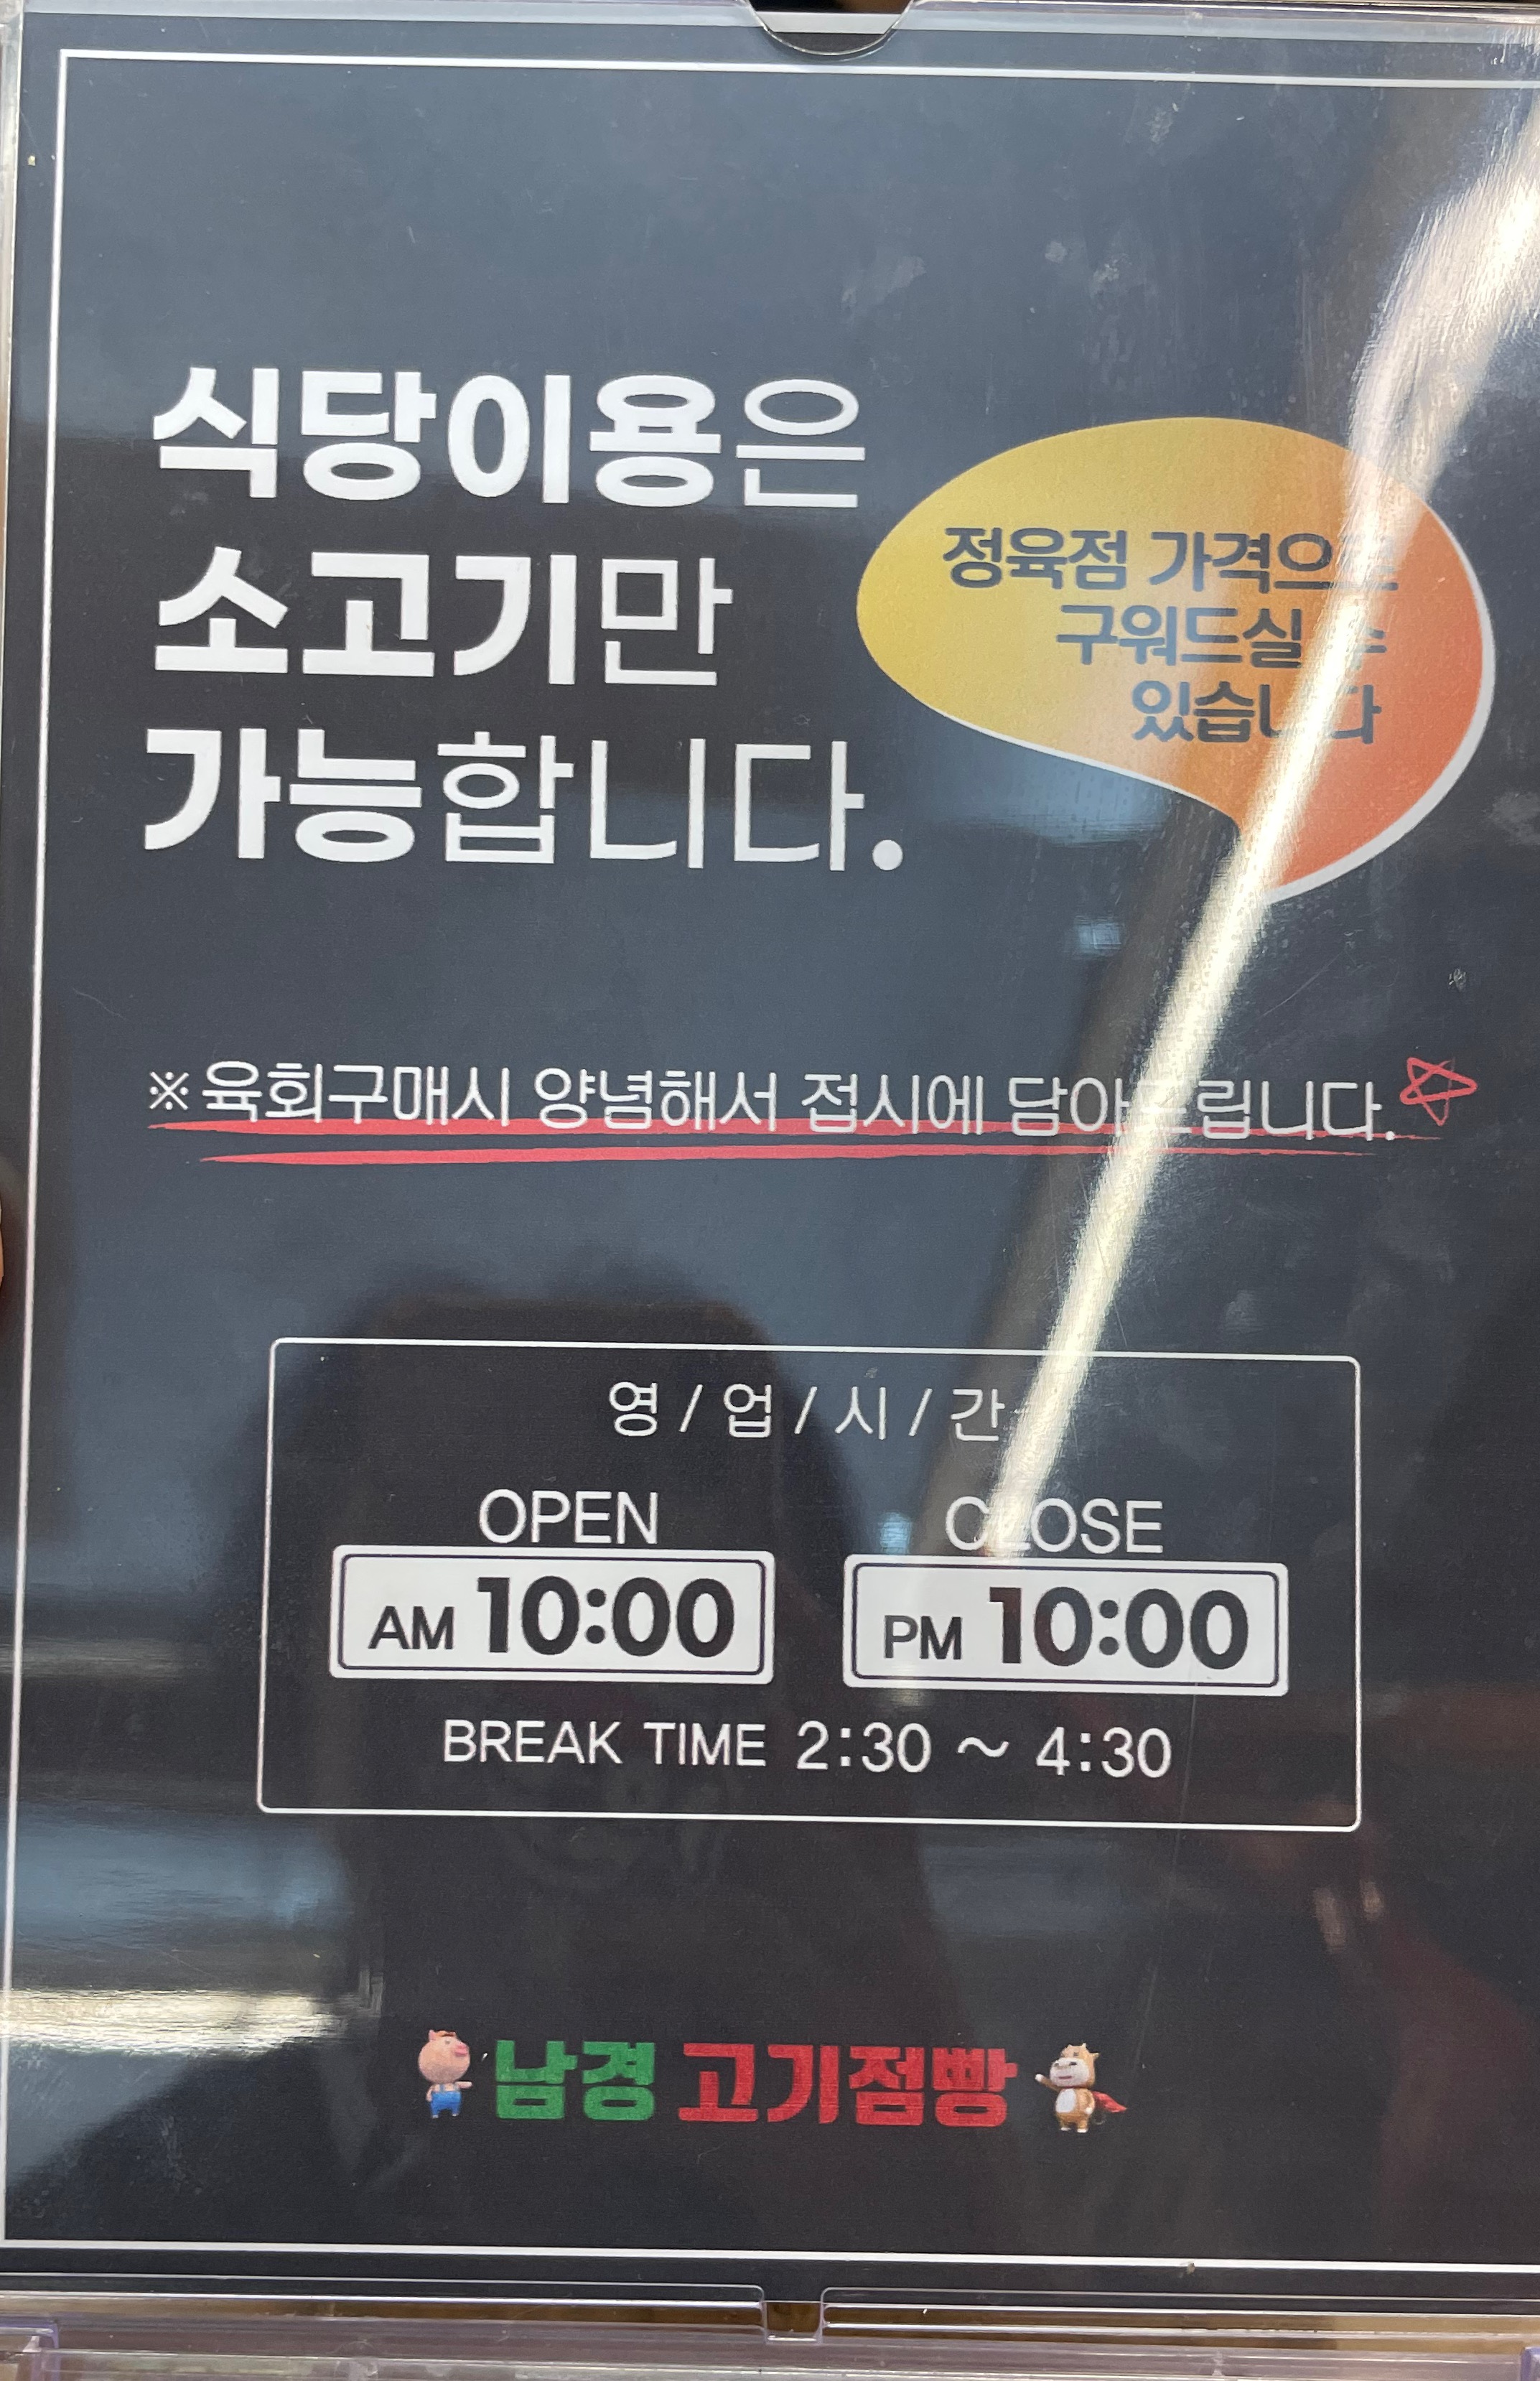 식당이용은
소고기만
가능합니다.
정육점 가격으로
구워드실 수
있습니다
※육회구매시 양념해서 접시에 담아드립니다.
영/업/시/간
OPEN
CLOSE
AM 10:00
PM 10:00
BREAK TIME 2:30 ~ 4:30
남경 고기점빵